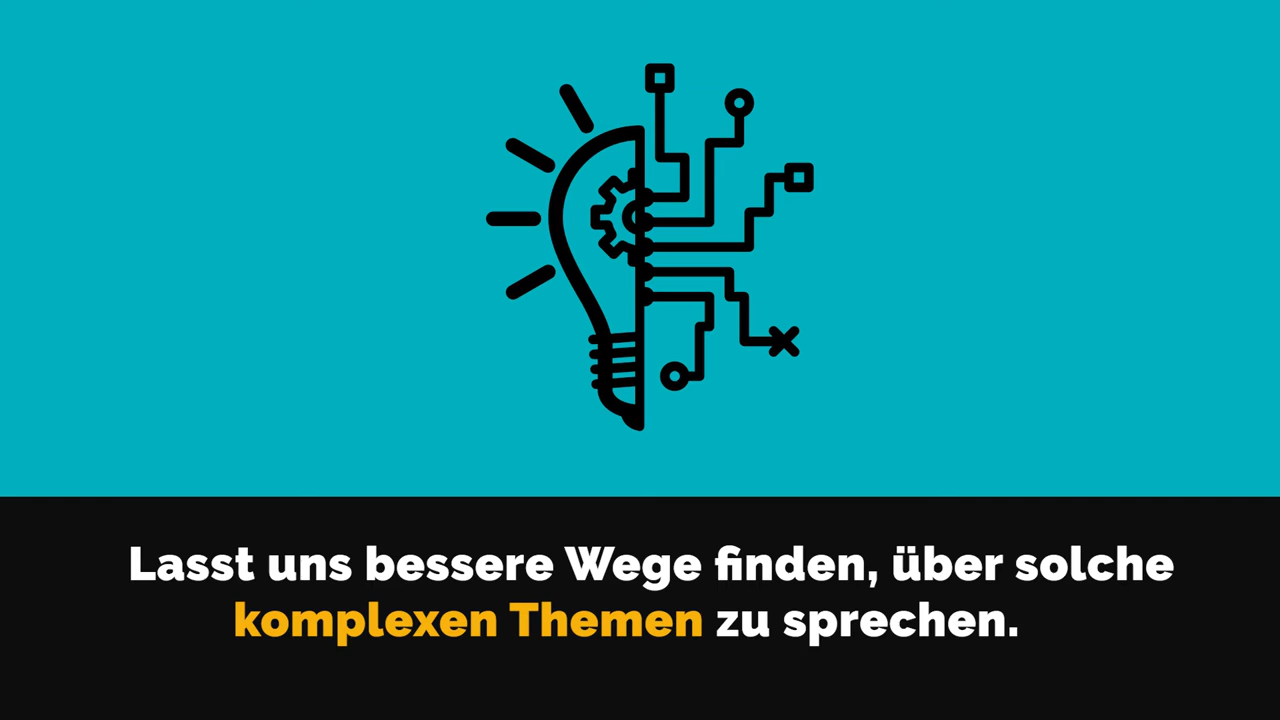 Lasst uns bessere Wege finden, über solche
komplexen Themen zu sprechen.